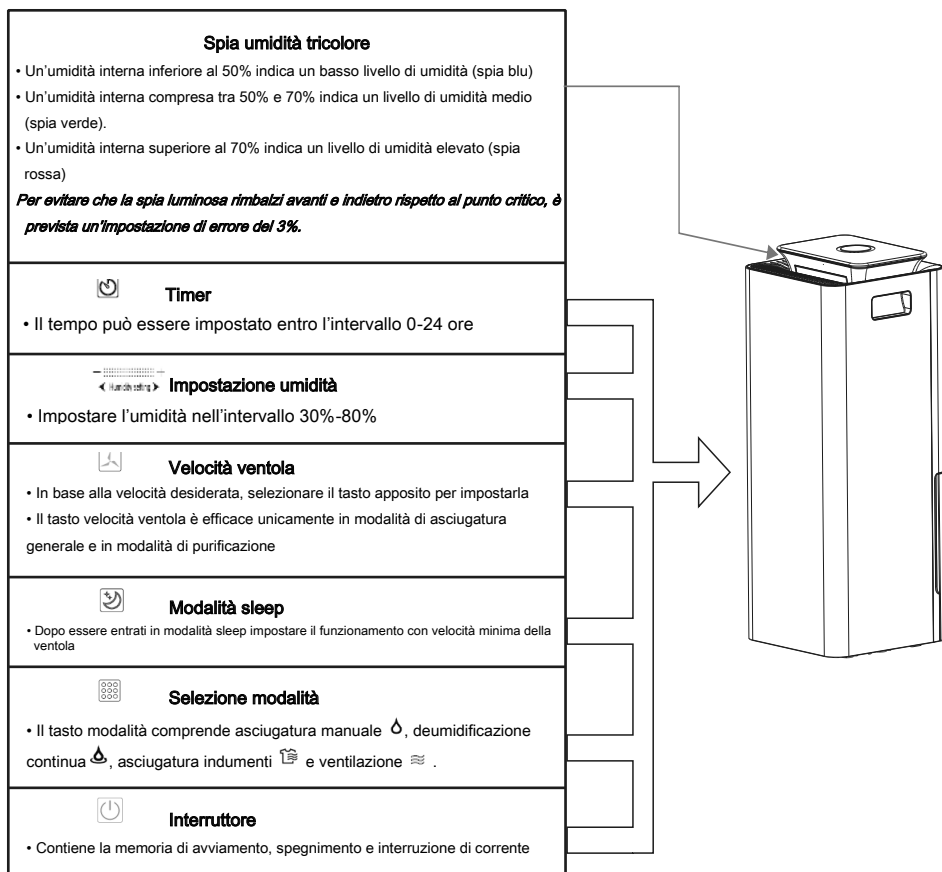 Spia umidità tricolore
• Un'umidità interna inferiore al 50% indica un basso livello di umidità (spia blu)
• Un'umidità interna compresa tra 50% e 70% indica un livello di umidità medio
(spia verde).
• Un'umidità interna superiore al 70% indica un livello di umidità elevato (spia
rossa)
Per evitare che la spia luminosa rimbalzi avanti e indietro rispetto al punto critico, è
prevista un'impostazione di errore del 3%.
Timer
• Il tempo può essere impostato entro l'intervallo 0-24 ore
Humidity setting Impostazione umidità
• Impostare l'umidità nell'intervallo 30%-80%
Velocità ventola
• In base alla velocità desiderata, selezionare il tasto apposito per impostarla
• Il tasto velocità ventola è efficace unicamente in modalità di asciugatura
generale e in modalità di purificazione
Modalità sleep
• Dopo essere entrati in modalità sleep impostare il funzionamento con velocità minima della
ventola
Selezione modalità
• Il tasto modalità comprende asciugatura manuale , deumidificazione
continua , asciugatura indumenti e ventilazione .
Interruttore
• Contiene la memoria di avviamento, spegnimento e interruzione di corrente